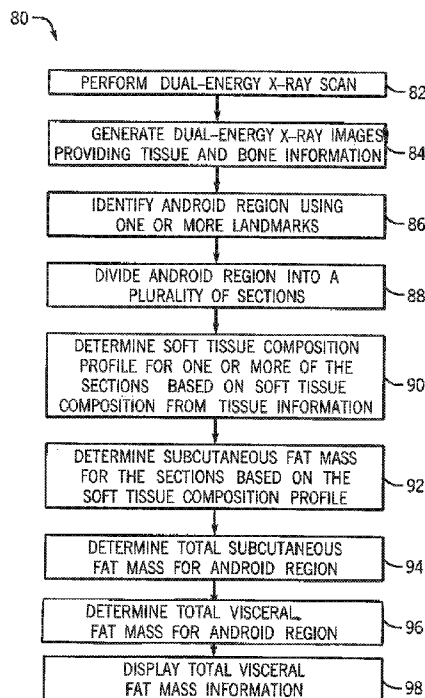 80
PERFORM DUAL-ENERGY X-RAY SCAN
82
GENERATE DUAL-ENERGY X-RAY IMAGES
PROVIDING TISSUE AND BONE INFORMATION
84
IDENTIFY ANDROID REGION USING
ONE OR MORE LANDMARKS
86
DIVIDE ANDROID REGION INTO A
PLURALITY OF SECTIONS
88
DETERMINE SOFT TISSUE COMPOSITION
PROFILE FOR ONE OR MORE OF THE
SECTIONS BASED ON SOFT TISSUE
COMPOSITION FROM TISSUE INFORMATION
90
DETERMINE SUBCUTANEOUS FAT MASS
FOR THE SECTIONS BASED ON THE
SOFT TISSUE COMPOSITION PROFILE
92
DETERMINE TOTAL SUBCUTANEOUS
FAT MASS FOR ANDROID REGION
94
DETERMINE TOTAL VISCERAL
FAT MASS FOR ANDROID REGION
96
DISPLAY TOTAL VISCERAL
FAT MASS INFORMATION
98